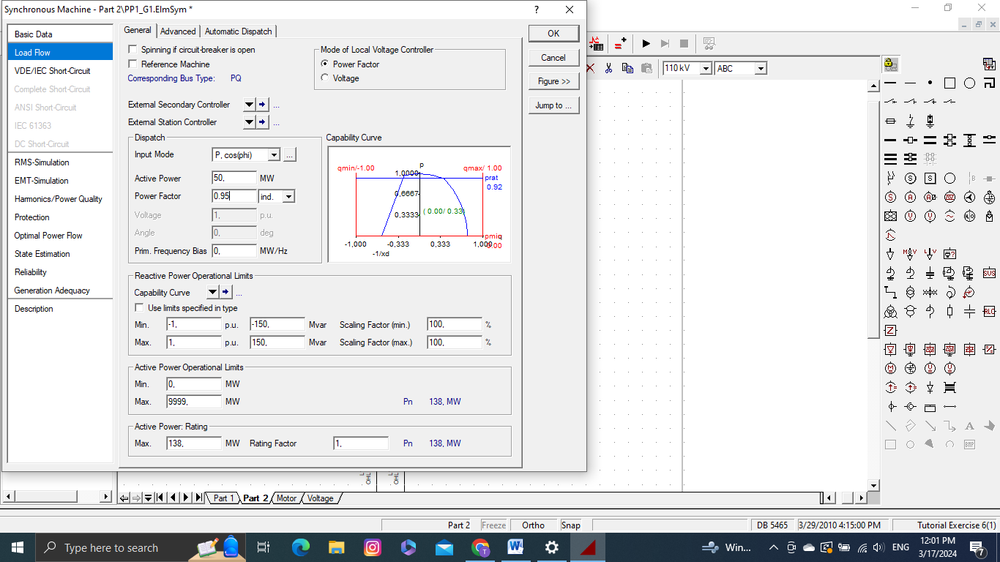 Synchronous Machine - Part 2\PP1_G1.ElmSym *
?
Basic Data
Load Flow
VDE/IEC Short-Circuit
Complete Short-Circuit
ANSI Short-Circuit
IEC 61363
DC Short-Circuit
RMS-Simulation
EMT-Simulation
Harmonics/Power Quality
Protection
Optimal Power Flow
State Estimation
Reliability
Generation Adequacy
Description
General Advanced Automatic Dispatch
Spinning if circuit-breaker is open
Reference Machine
Corresponding Bus Type: PQ
Mode of Local Voltage Controller
Power Factor
Voltage
OK
Cancel
Figure >>
Jump to ...
External Secondary Controller ...
External Station Controller ...
Dispatch
Input Mode P, cos(phi) ...
Active Power 50, MW
Power Factor 0.95 ind.
Voltage 1, p.u.
Angle 0, deg
Prim. Frequency Bias 0, MW/Hz
Capability Curve
p
qmin/-1.00 qmax/ 1.00
1,0000 prat
0.92
0,6667
( 0.00/ 0.33)
0,3333
pmiq
0.00
-1,000 -0,333 0,333 1,000
-1/xd
Reactive Power Operational Limits
Capability Curve ...
Use limits specified in type
Min. -1, p.u. -150, Mvar Scaling Factor (min.) 100, %
Max. 1, p.u. 150, Mvar Scaling Factor (max.) 100, %
Active Power Operational Limits
Min. 0, MW
Max. 9999, MW Pn 138, MW
Active Power: Rating
Max. 138, MW Rating Factor 1, Pn 138, MW
110 kV ABC
Part 1 Part 2 Motor Voltage
Part 2 Freeze Ortho Snap DB 5465 3/29/2010 4:15:00 PM Tutorial Exercise 6(1)
Type here to search
Win...
ENG
12:01 PM
3/17/2024
7